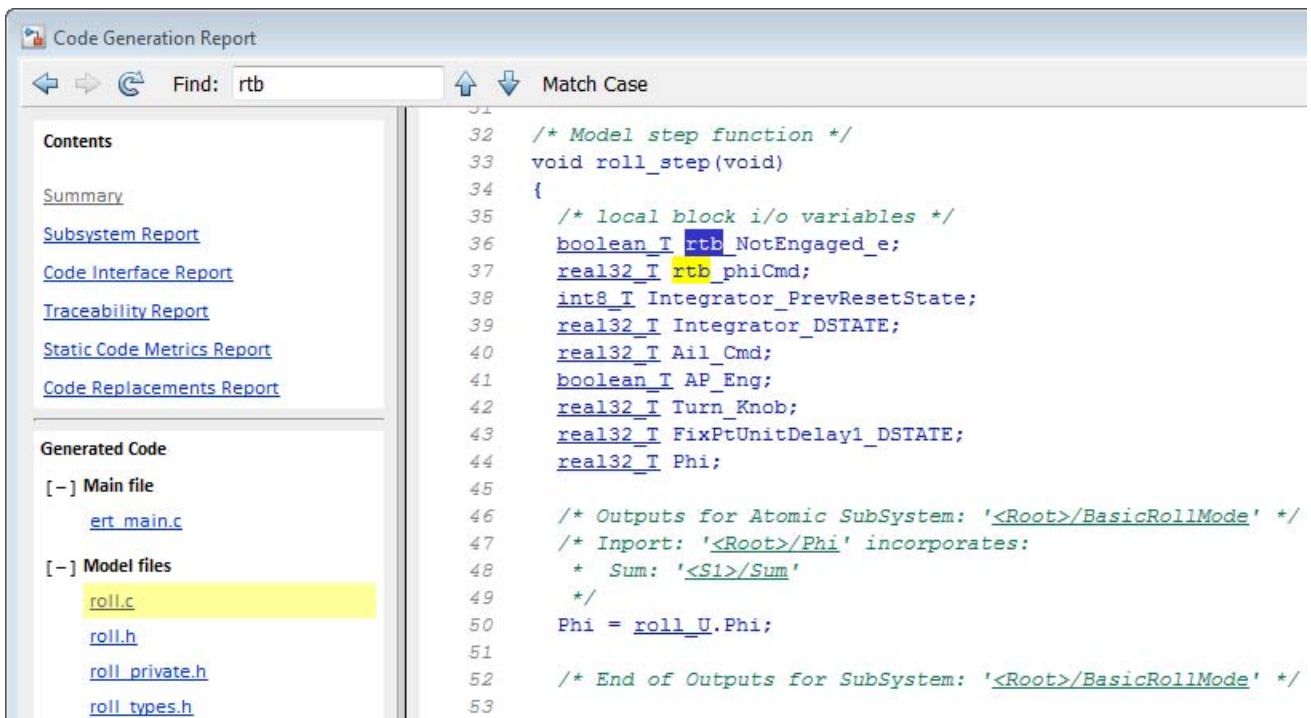 Code Generation Report
Find: rtb Match Case
Contents
Summary
Subsystem Report
Code Interface Report
Traceability Report
Static Code Metrics Report
Code Replacements Report
Generated Code
[-] Main file
ert_main.c
[-] Model files
roll.c
roll.h
roll_private.h
roll_types.h
31
32 /* Model step function */
33 void roll_step(void)
34 {
35 /* local block i/o variables */
36 boolean_T rtb_NotEngaged_e;
37 real32_T rtb_phiCmd;
38 int8_T Integrator_PrevResetState;
39 real32_T Integrator_DSTATE;
40 real32_T Ail_Cmd;
41 boolean_T AP_Eng;
42 real32_T Turn_Knob;
43 real32_T FixPtUnitDelay1_DSTATE;
44 real32_T Phi;
45
46 /* Outputs for Atomic SubSystem: '<Root>/BasicRollMode' */
47 /* Inport: '<Root>/Phi' incorporates:
48 *  Sum: '<S1>/Sum'
49 */
50 Phi = roll_U.Phi;
51
52 /* End of Outputs for SubSystem: '<Root>/BasicRollMode' */
53